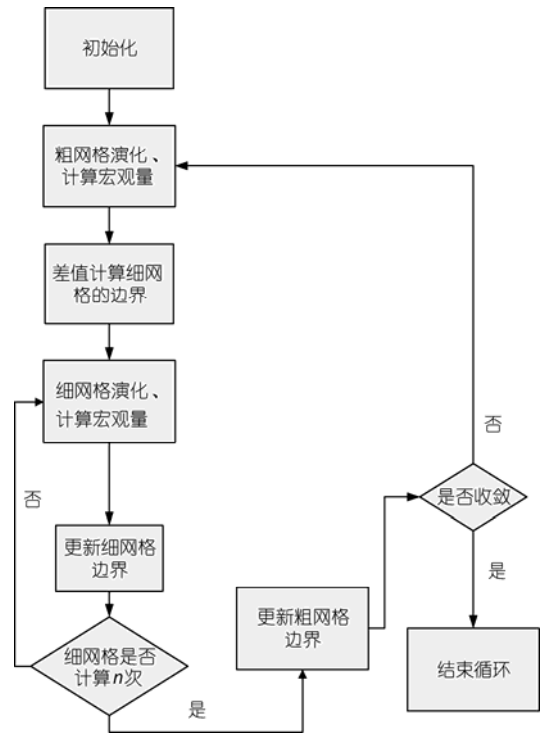 初始化
粗网格演化、
计算宏观量
差值计算细网
格的边界
细网格演化、
计算宏观量
否
否
是否收敛
更新细网格
边界
是
更新粗网格
边界
细网格是否
计算n次
结束循环
是